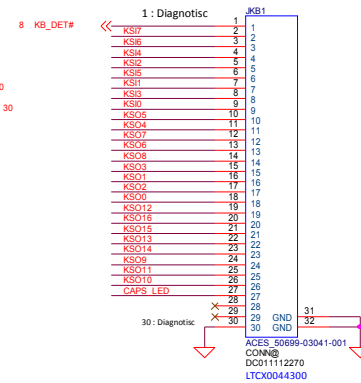 1 : Diagnotisc
JKB1
8 KB_DET#
1 1
KSI7 2 2
KSI6 3 3
KSI4 4 4
KSI2 5 5
KSI5 6 6
KSI1 7 7
KSI3 8 8
KSI0 9 9
KSO5 10 10
KSO4 11 11
KSO7 12 12
KSO6 13 13
KSO8 14 14
KSO3 15 15
KSO1 16 16
KSO2 17 17
KSO0 18 18
KSO12 19 19
KSO16 20 20
KSO15 21 21
KSO13 22 22
KSO14 23 23
KSO9 24 24
KSO11 25 25
KSO10 26 26
CAPS_LED 27 27
28 28
29 29 GND 31
30 : Diagnotisc 30 30 GND 32
ACES_50699-03041-001
CONN@
DC011112270
LTCX0044300
0
30